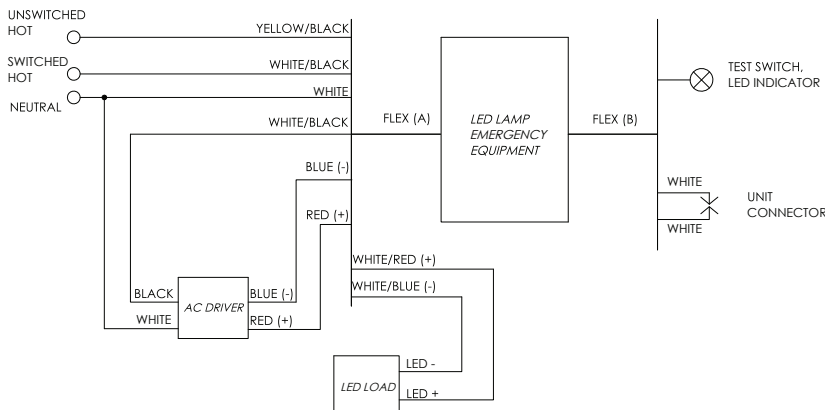 UNSWITCHED
HOT
YELLOW/BLACK
SWITCHED
HOT
WHITE/BLACK
NEUTRAL
WHITE
WHITE/BLACK
BLUE (-)
RED (+)
FLEX (A)
LED LAMP
EMERGENCY
EQUIPMENT
FLEX (B)
TEST SWITCH,
LED INDICATOR
WHITE
WHITE
UNIT
CONNECTOR
WHITE/RED (+)
WHITE/BLUE (-)
BLACK
WHITE
AC DRIVER
BLUE (-)
RED (+)
LED LOAD
LED -
LED +